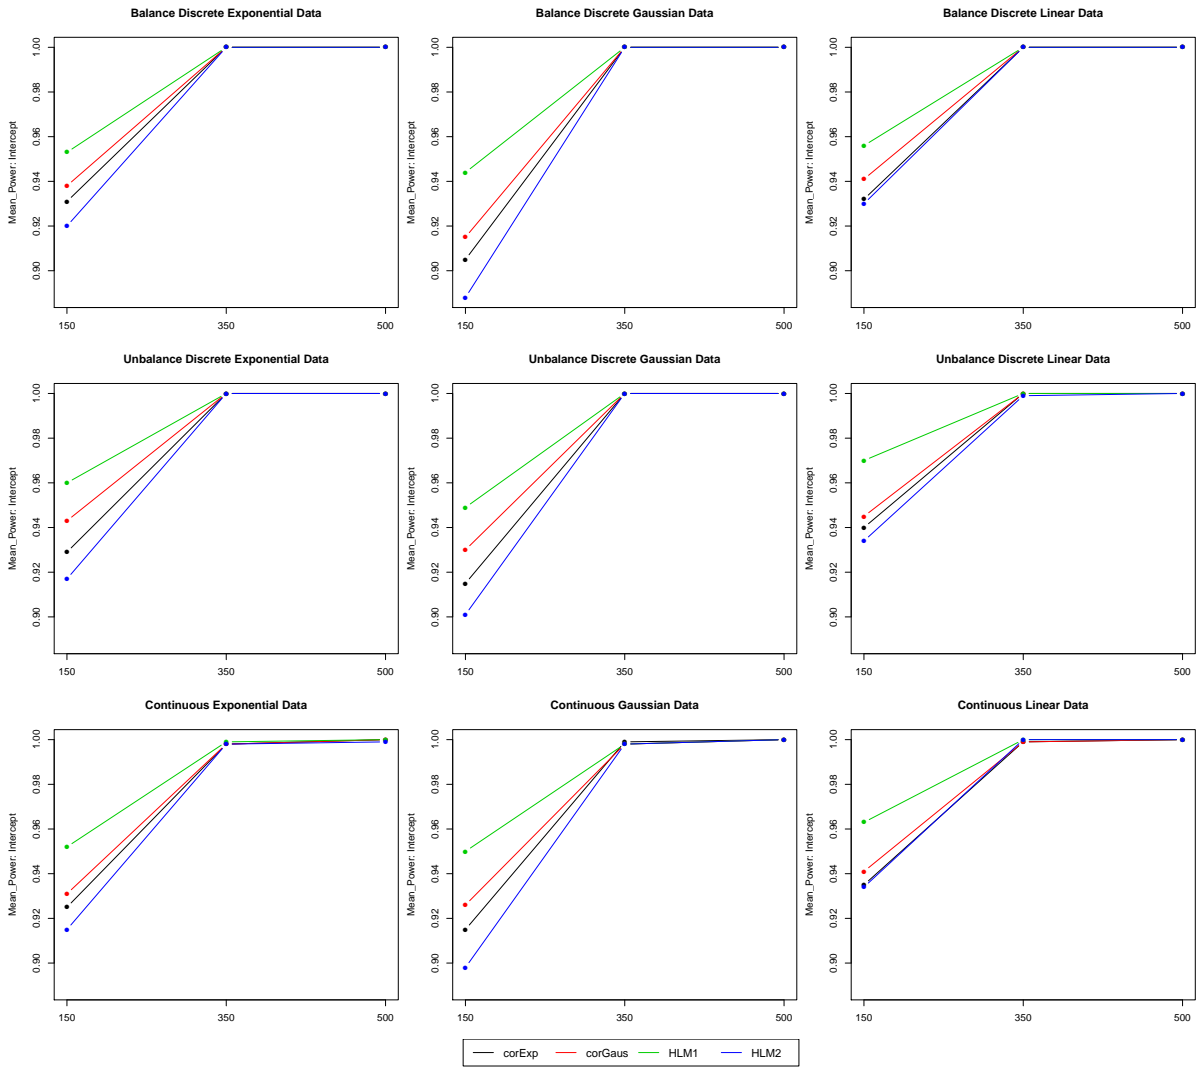 Balance Discrete Exponential Data
Mean_Power: Intercept
1.00
0.98
0.96
0.94
0.92
0.90
150 350 500
Balance Discrete Gaussian Data
Mean_Power: Intercept
1.00
0.98
0.96
0.94
0.92
0.90
150 350 500
Balance Discrete Linear Data
Mean_Power: Intercept
1.00
0.98
0.96
0.94
0.92
0.90
150 350 500
Unbalance Discrete Exponential Data
Mean_Power: Intercept
1.00
0.98
0.96
0.94
0.92
0.90
150 350 500
Unbalance Discrete Gaussian Data
Mean_Power: Intercept
1.00
0.98
0.96
0.94
0.92
0.90
150 350 500
Unbalance Discrete Linear Data
Mean_Power: Intercept
1.00
0.98
0.96
0.94
0.92
0.90
150 350 500
Continuous Exponential Data
Mean_Power: Intercept
1.00
0.98
0.96
0.94
0.92
0.90
150 350 500
Continuous Gaussian Data
Mean_Power: Intercept
1.00
0.98
0.96
0.94
0.92
0.90
150 350 500
Continuous Linear Data
Mean_Power: Intercept
1.00
0.98
0.96
0.94
0.92
0.90
150 350 500
corExp corGaus HLM1 HLM2